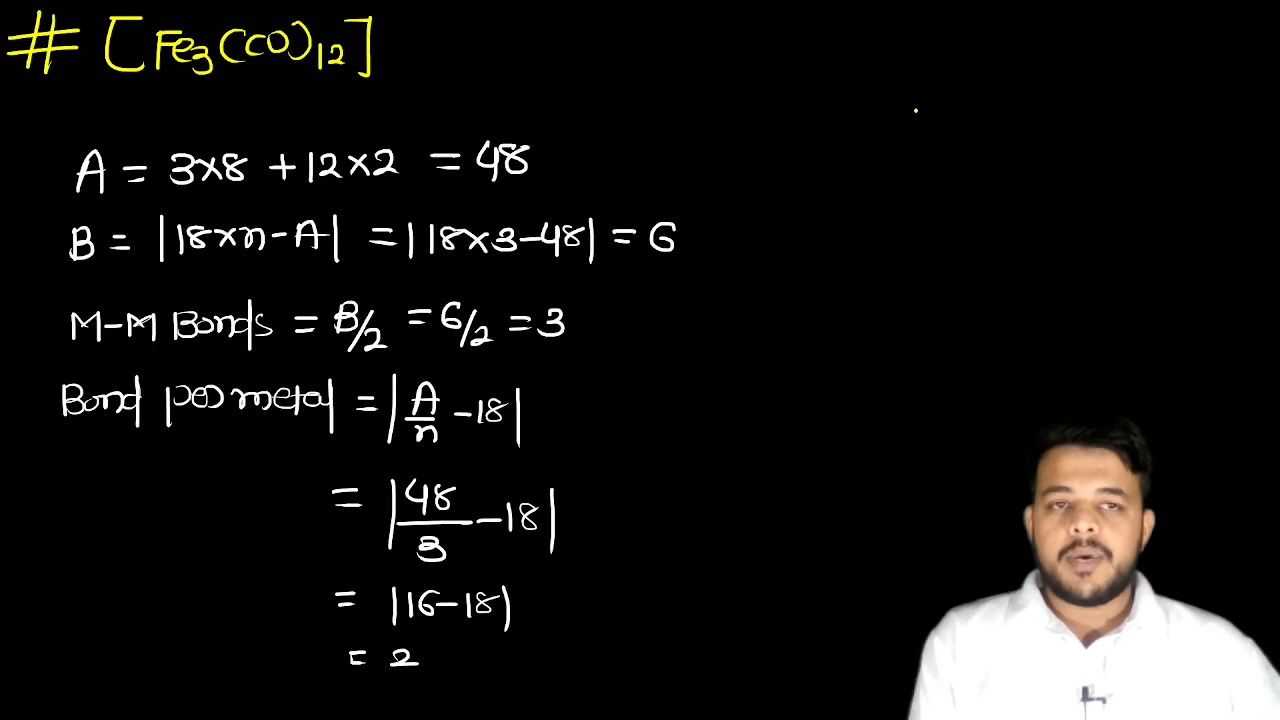 # [Fe₃(CO)₁₂]
A = 3×8 + 12×2 = 48
B = |18×n - A| = |18×3 - 48| = 6
M-M Bonds = B/2 = 6/2 = 3
Bond per metal = |A/n - 18|
= |48/3 - 18|
= |16 - 18|
= 2